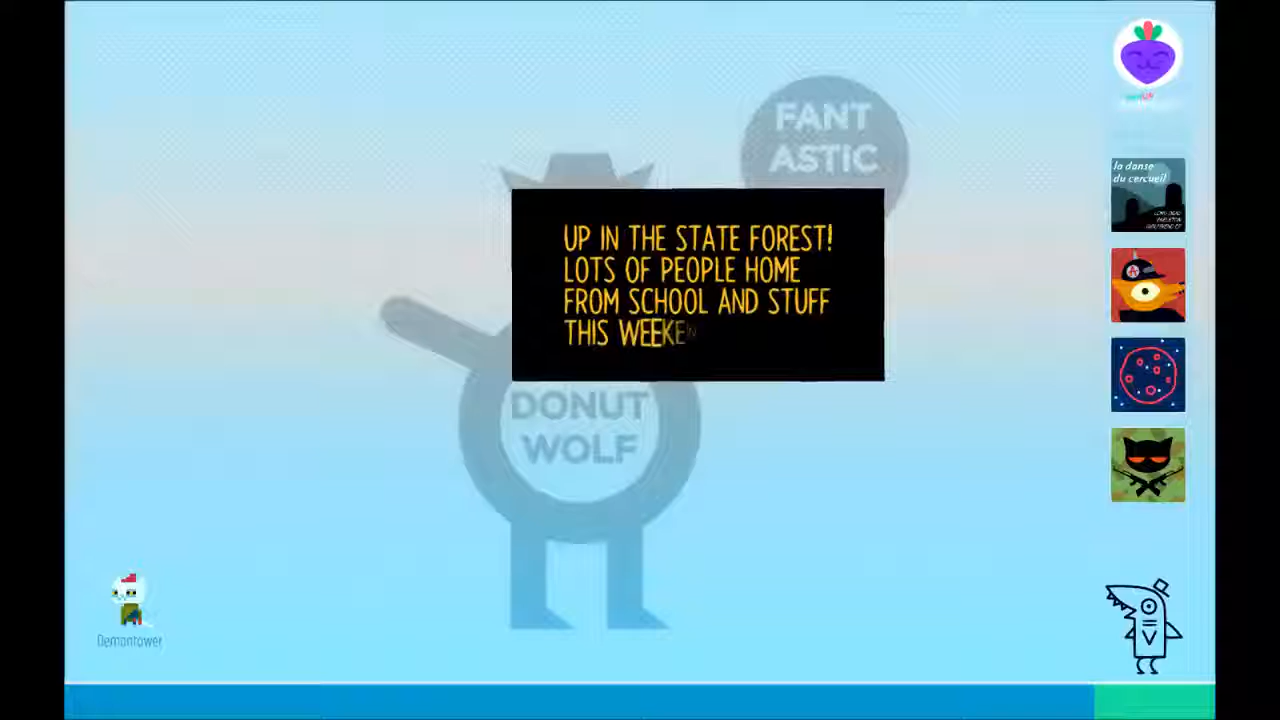 FANT
ASTIC
la danse
du cercueil
UP IN THE STATE FOREST!
LOTS OF PEOPLE HOME
FROM SCHOOL AND STUFF
THIS WEEKEN
DONUT
WOLF
Demontower